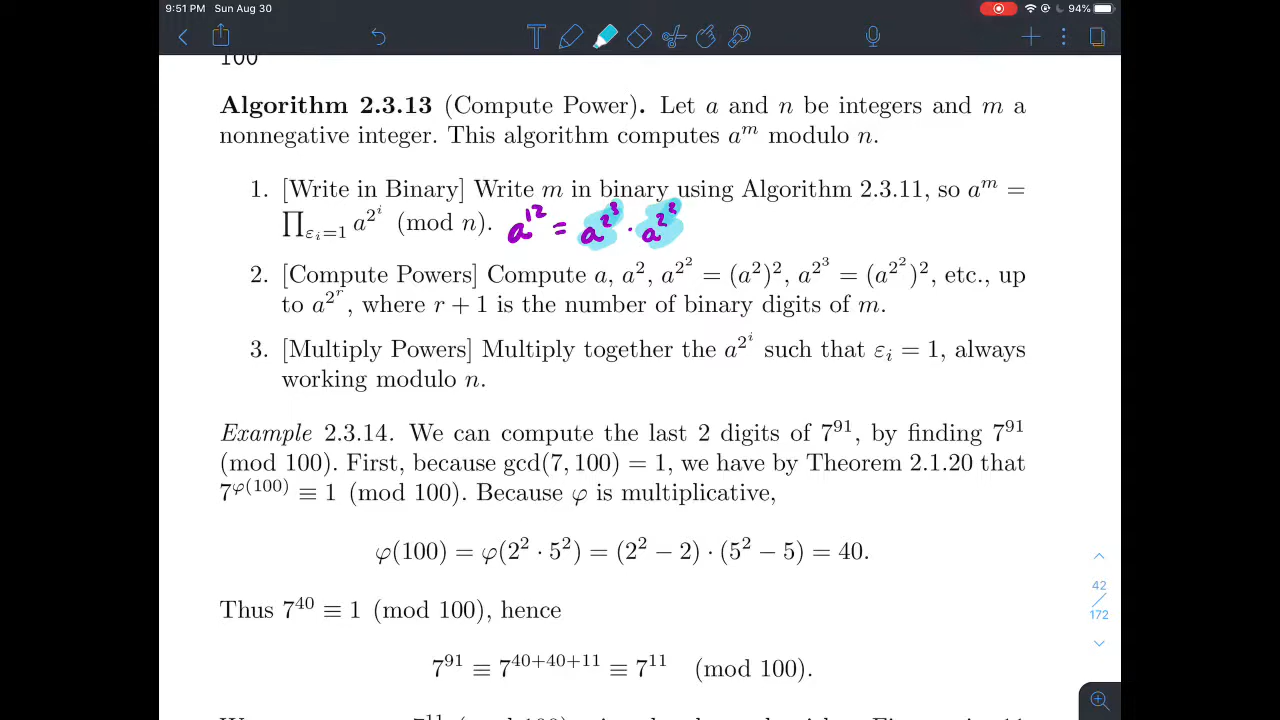 9:51 PM Sun Aug 30 94%
100
Algorithm 2.3.13 (Compute Power). Let a and n be integers and m a
nonnegative integer. This algorithm computes a^m modulo n.
1. [Write in Binary] Write m in binary using Algorithm 2.3.11, so a^m =
∏_{ε_i=1} a^{2^i} (mod n). a^{12} = a^{2^3} · a^{2^2}
2. [Compute Powers] Compute a, a^2, a^{2^2} = (a^2)^2, a^{2^3} = (a^{2^2})^2, etc., up
to a^{2^r}, where r + 1 is the number of binary digits of m.
3. [Multiply Powers] Multiply together the a^{2^i} such that ε_i = 1, always
working modulo n.
Example 2.3.14. We can compute the last 2 digits of 7^{91}, by finding 7^{91}
(mod 100). First, because gcd(7, 100) = 1, we have by Theorem 2.1.20 that
7^{φ(100)} ≡ 1 (mod 100). Because φ is multiplicative,
φ(100) = φ(2^2 · 5^2) = (2^2 − 2) · (5^2 − 5) = 40.
42
172
Thus 7^{40} ≡ 1 (mod 100), hence
7^{91} ≡ 7^{40+40+11} ≡ 7^{11} (mod 100).